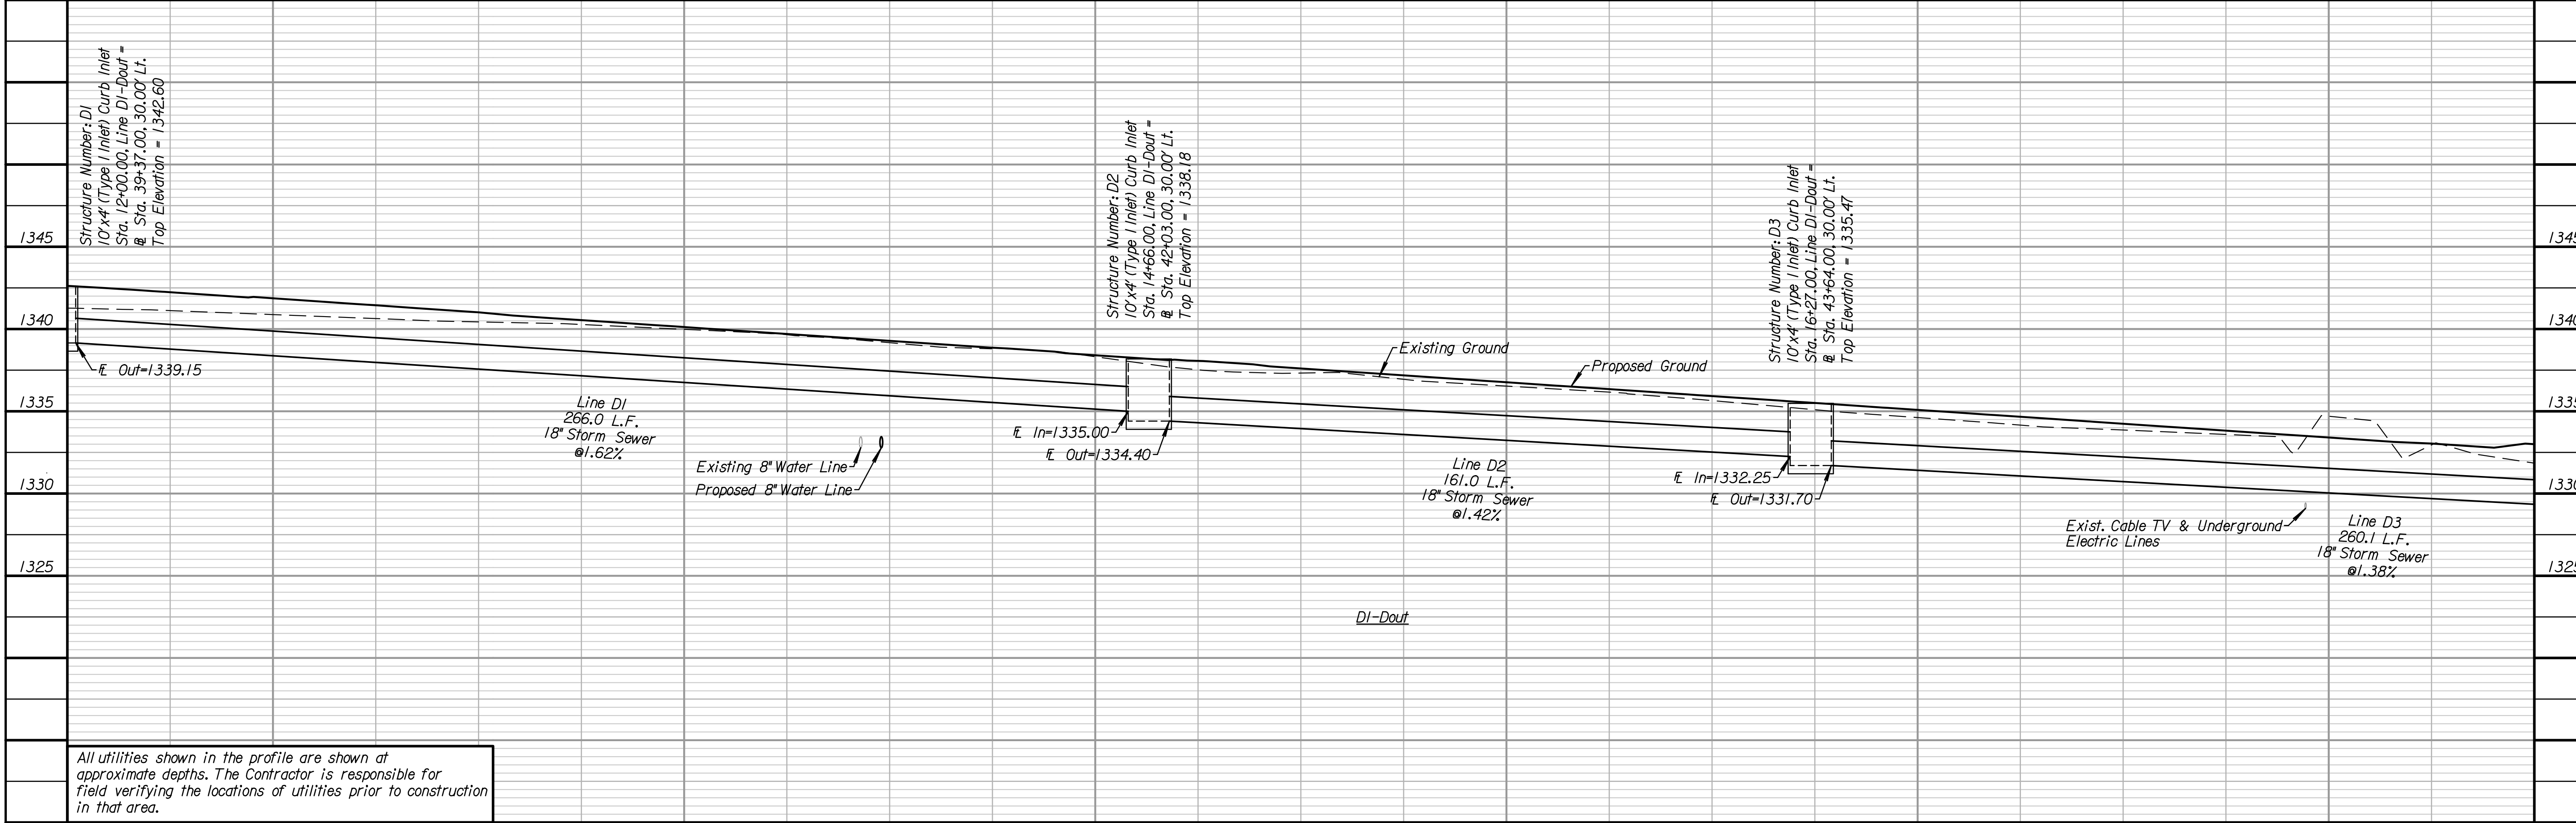 Structure Number: D1
10'x4' (Type I Inlet) Curb Inlet
Sta. 12+00.00, Line D1-Dout =
℄ Sta. 39+37.00, 30.00' Lt.
Top Elevation = 1342.60
Structure Number: D2
10'x4' (Type I Inlet) Curb Inlet
Sta. 14+66.00, Line D1-Dout =
℄ Sta. 42+03.00, 30.00' Lt.
Top Elevation = 1338.18
Structure Number: D3
10'x4' (Type I Inlet) Curb Inlet
Sta. 16+27.00, Line D1-Dout =
℄ Sta. 43+64.00, 30.00' Lt.
Top Elevation = 1335.47
1345
1340
1335
1330
1325
FL Out=1339.15
Line D1
266.0 L.F.
18" Storm Sewer
@1.62%
Existing 8" Water Line
Proposed 8" Water Line
FL In=1335.00
FL Out=1334.40
Existing Ground
Proposed Ground
Line D2
161.0 L.F.
18" Storm Sewer
@1.42%
FL In=1332.25
FL Out=1331.70
Exist. Cable TV & Underground
Electric Lines
Line D3
260.1 L.F.
18" Storm Sewer
@1.38%
D1-Dout
All utilities shown in the profile are shown at
approximate depths. The Contractor is responsible for
field verifying the locations of utilities prior to construction
in that area.